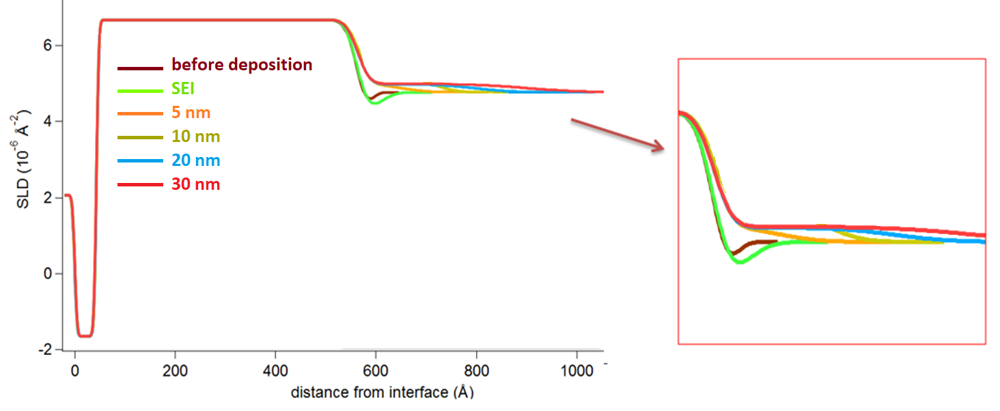 6
4
2
0
-2
SLD (10⁻⁶ Å⁻²)
before deposition
SEI
5 nm
10 nm
20 nm
30 nm
0 200 400 600 800 1000
distance from interface (Å)